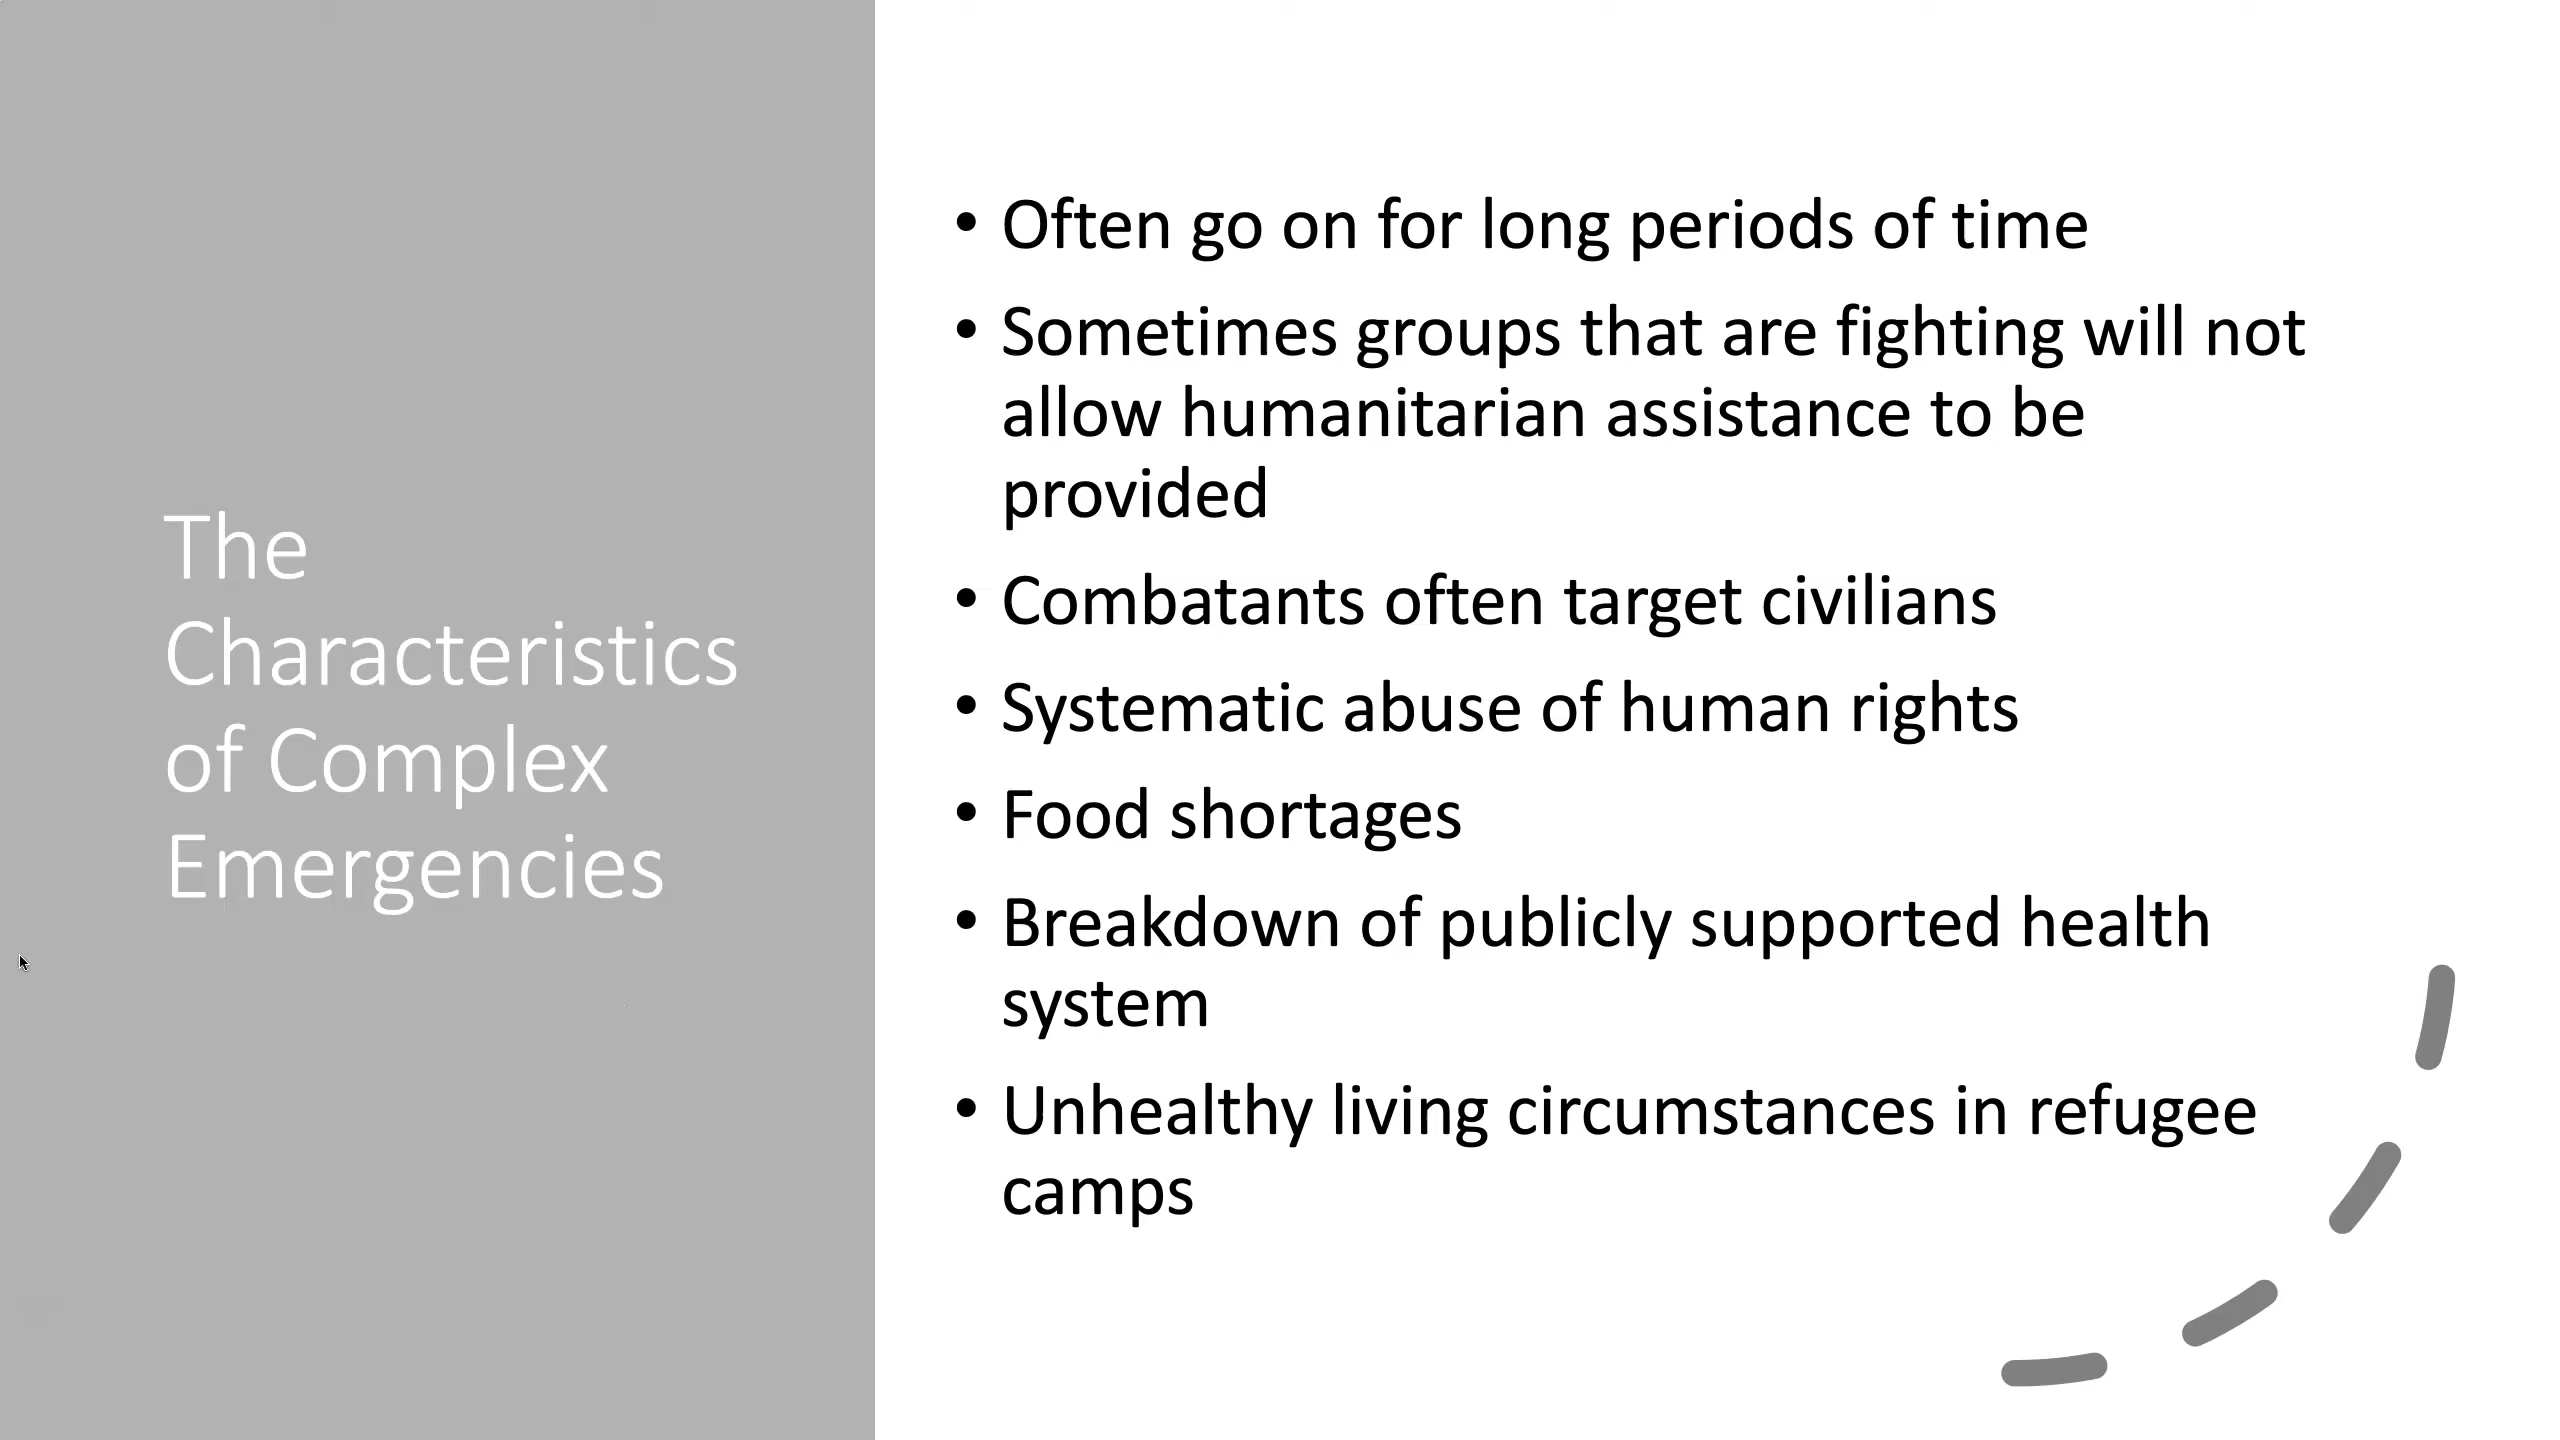 The
Characteristics
of Complex
Emergencies
• Often go on for long periods of time
• Sometimes groups that are fighting will not
allow humanitarian assistance to be
provided
• Combatants often target civilians
• Systematic abuse of human rights
• Food shortages
• Breakdown of publicly supported health
system
• Unhealthy living circumstances in refugee
camps